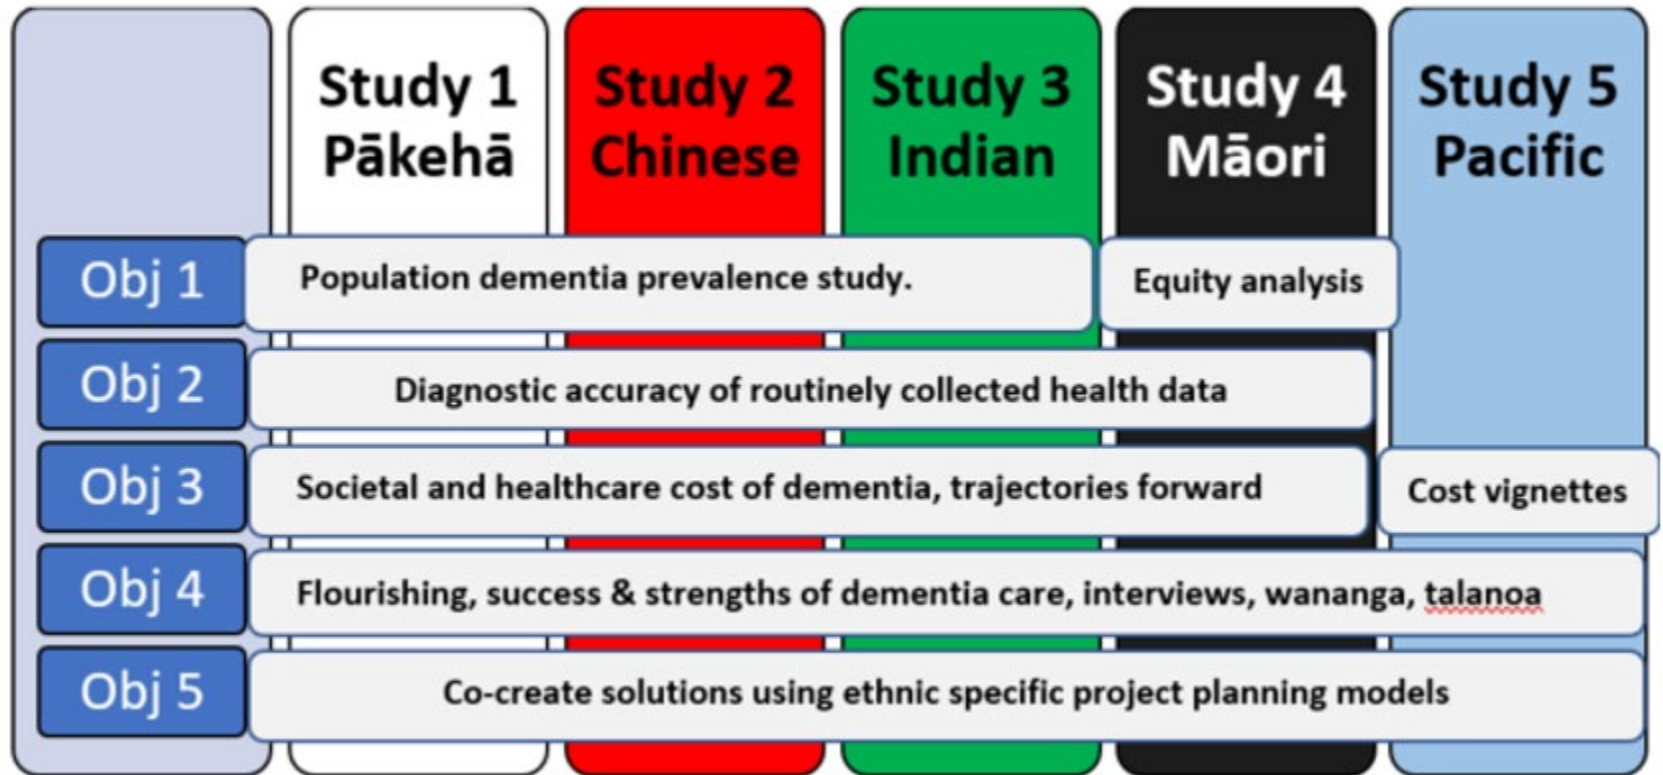 Study 1
Pākehā
Study 2
Chinese
Study 3
Indian
Study 4
Māori
Study 5
Pacific
Obj 1
Population dementia prevalence study.
Equity analysis
Obj 2
Diagnostic accuracy of routinely collected health data
Obj 3
Societal and healthcare cost of dementia, trajectories forward
Cost vignettes
Obj 4
Flourishing, success & strengths of dementia care, interviews, wananga, talanoa
Obj 5
Co-create solutions using ethnic specific project planning models